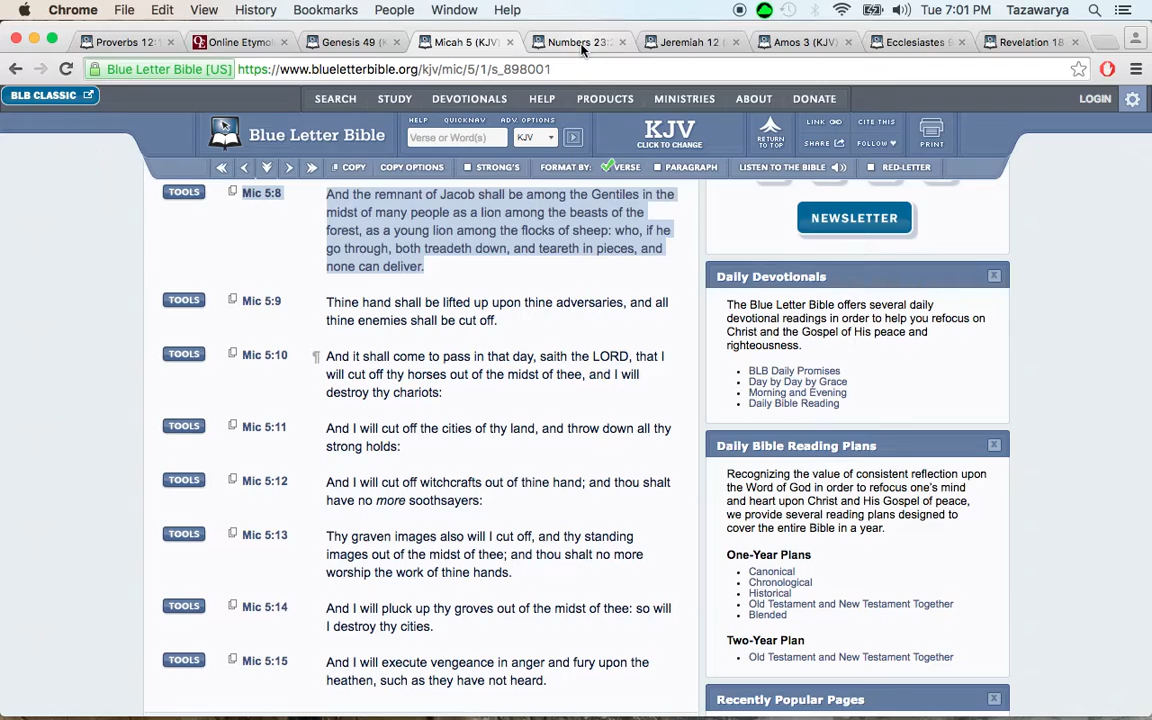 Chrome File Edit View History Bookmarks People Window Help Tue 7:01 PM Tazawarya
Proverbs 12:1 Online Etymol Genesis 49 ( Micah 5 (KJV) Numbers 23: Jeremiah 12 ( Amos 3 (KJV) Ecclesiastes Revelation 18
Blue Letter Bible [US] https://www.blueletterbible.org/kjv/mic/5/1/s_898001
BLB CLASSIC SEARCH STUDY DEVOTIONALS HELP PRODUCTS MINISTRIES ABOUT DONATE LOGIN
HELP QUICKNAV ADV. OPTIONS
Blue Letter Bible Verse or Word(s) KJV
KJV
CLICK TO CHANGE
RETURN
TO TOP
LINK CITE THIS
SHARE FOLLOW
PRINT
COPY COPY OPTIONS STRONG'S FORMAT BY: VERSE PARAGRAPH LISTEN TO THE BIBLE RED-LETTER
TOOLS Mic 5:8 And the remnant of Jacob shall be among the Gentiles in the
midst of many people as a lion among the beasts of the
forest, as a young lion among the flocks of sheep: who, if he
go through, both treadeth down, and teareth in pieces, and
none can deliver.
TOOLS Mic 5:9 Thine hand shall be lifted up upon thine adversaries, and all
thine enemies shall be cut off.
TOOLS Mic 5:10 ¶ And it shall come to pass in that day, saith the LORD, that I
will cut off thy horses out of the midst of thee, and I will
destroy thy chariots:
TOOLS Mic 5:11 And I will cut off the cities of thy land, and throw down all thy
strong holds:
TOOLS Mic 5:12 And I will cut off witchcrafts out of thine hand; and thou shalt
have no more soothsayers:
TOOLS Mic 5:13 Thy graven images also will I cut off, and thy standing
images out of the midst of thee; and thou shalt no more
worship the work of thine hands.
TOOLS Mic 5:14 And I will pluck up thy groves out of the midst of thee: so will
I destroy thy cities.
TOOLS Mic 5:15 And I will execute vengeance in anger and fury upon the
heathen, such as they have not heard.
NEWSLETTER
Daily Devotionals
The Blue Letter Bible offers several daily
devotional readings in order to help you refocus on
Christ and the Gospel of His peace and
righteousness.
BLB Daily Promises
Day by Day by Grace
Morning and Evening
Daily Bible Reading
Daily Bible Reading Plans
Recognizing the value of consistent reflection upon
the Word of God in order to refocus one's mind
and heart upon Christ and His Gospel of peace,
we provide several reading plans designed to
cover the entire Bible in a year.
One-Year Plans
Canonical
Chronological
Historical
Old Testament and New Testament Together
Blended
Two-Year Plan
Old Testament and New Testament Together
Recently Popular Pages